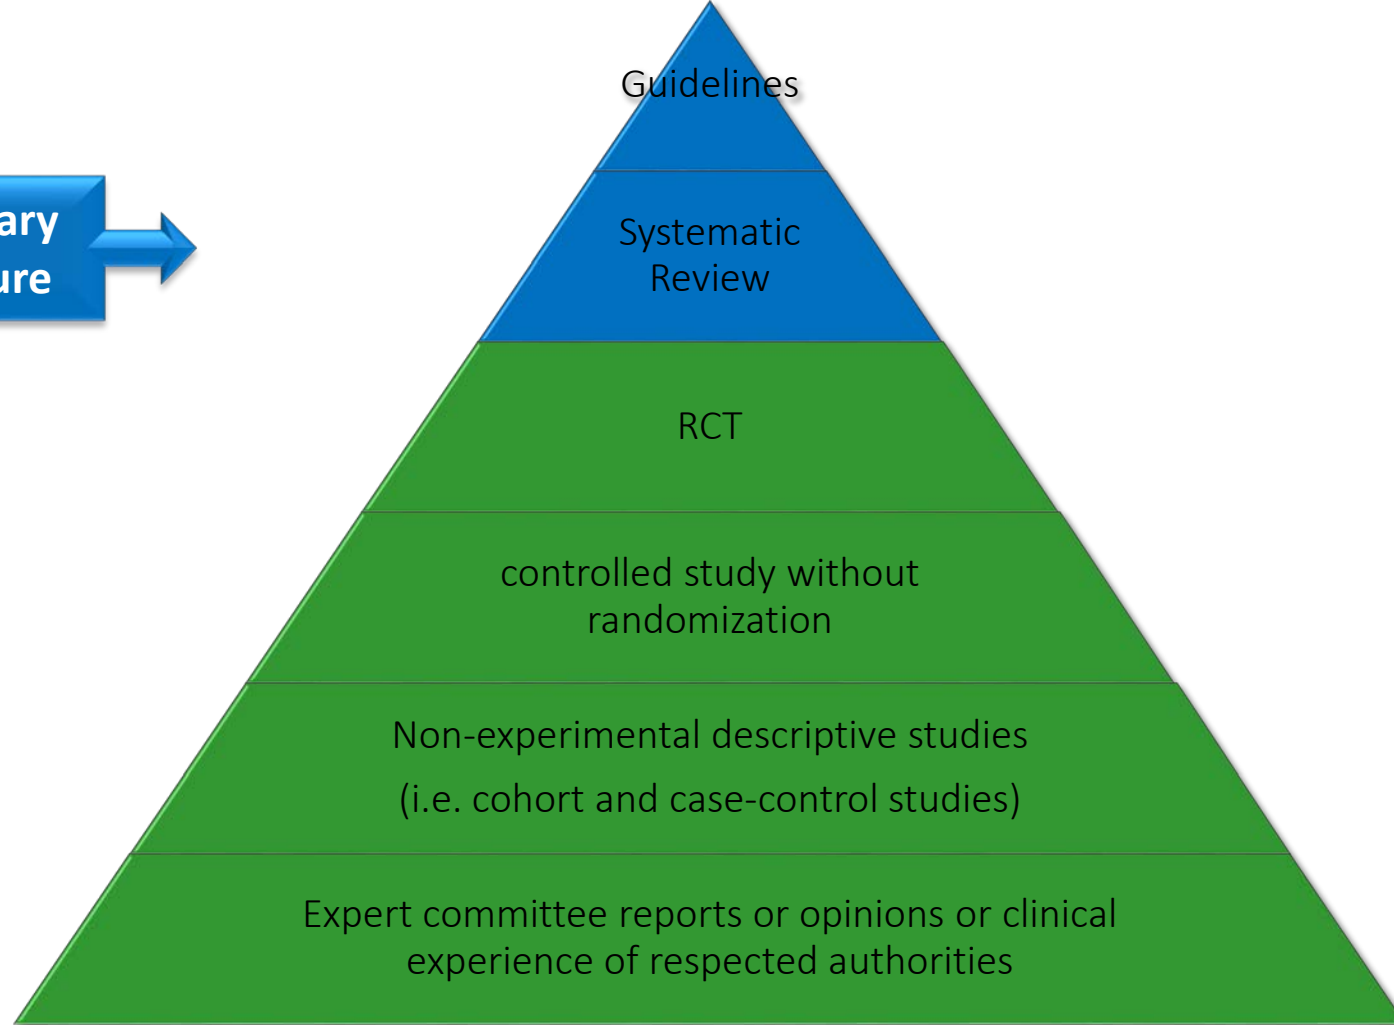 Guidelines
ary
ure
Systematic
Review
RCT
controlled study without
randomization
Non-experimental descriptive studies
(i.e. cohort and case-control studies)
Expert committee reports or opinions or clinical
experience of respected authorities